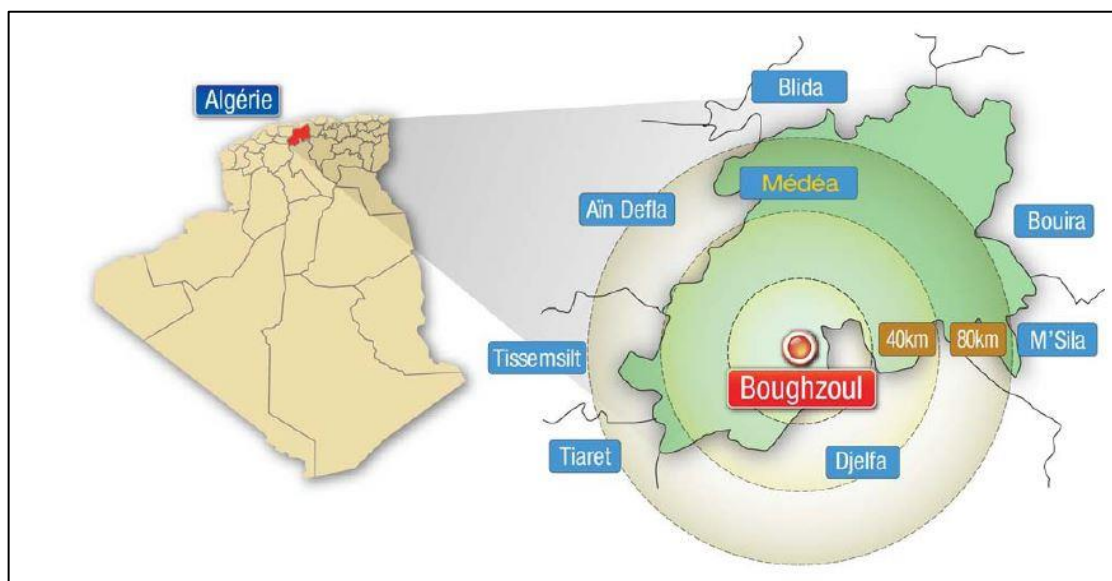 Algérie
Blida
Médéa
Aïn Defla
Bouira
40km
80km
M'Sila
Tissemsilt
Boughzoul
Tiaret
Djelfa